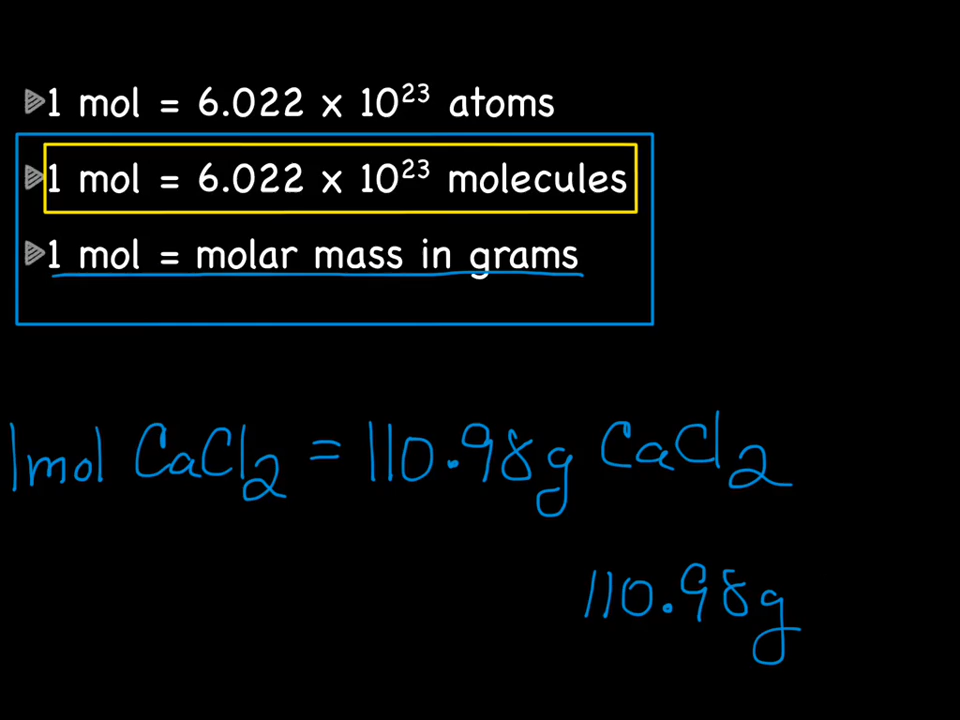 1 mol = 6.022 x 10²³ atoms
1 mol = 6.022 x 10²³ molecules
1 mol = molar mass in grams
1mol CaCl₂ = 110.98g CaCl₂
110.98g